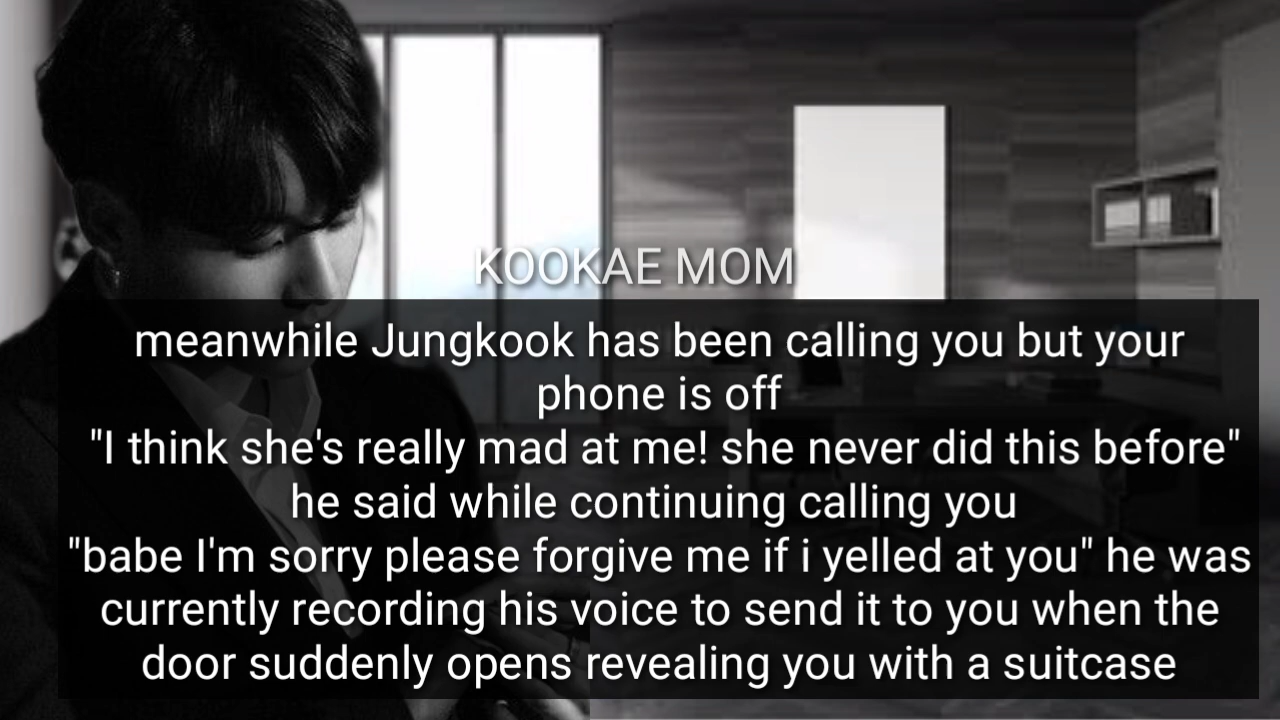 KOOKAE MOM
meanwhile Jungkook has been calling you but your
phone is off
"I think she's really mad at me! she never did this before"
he said while continuing calling you
"babe I'm sorry please forgive me if i yelled at you" he was
currently recording his voice to send it to you when the
door suddenly opens revealing you with a suitcase